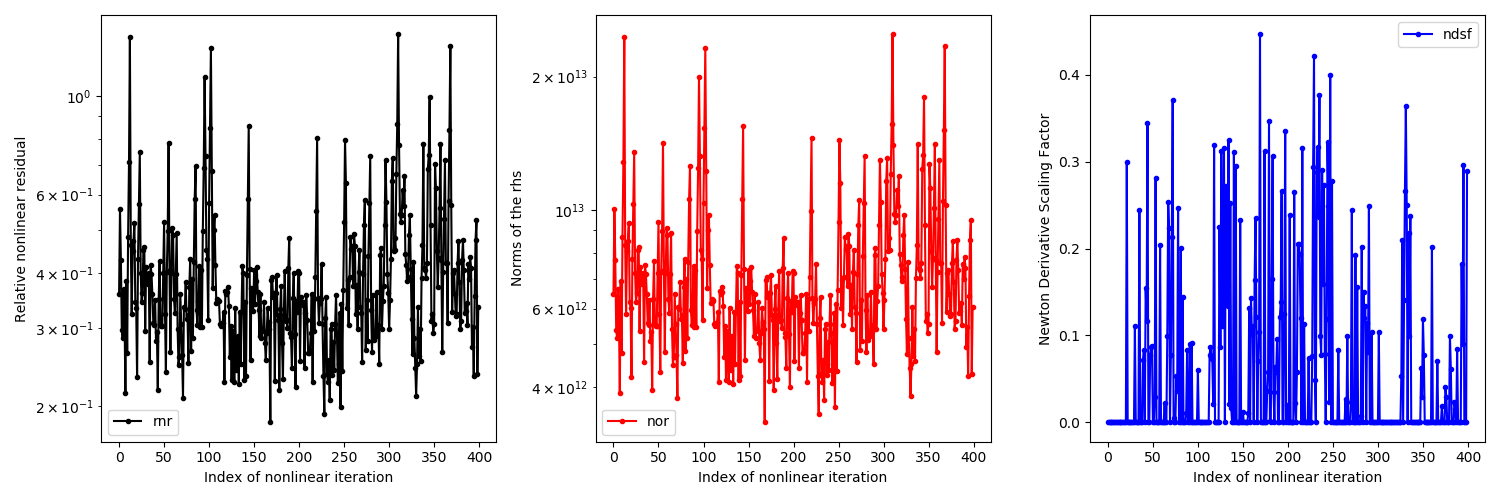 Relative nonlinear residual
10⁰
6 × 10⁻¹
4 × 10⁻¹
3 × 10⁻¹
2 × 10⁻¹
rnr
0 50 100 150 200 250 300 350 400
Index of nonlinear iteration
Norms of the rhs
2 × 10¹³
10¹³
6 × 10¹²
4 × 10¹²
nor
0 50 100 150 200 250 300 350 400
Index of nonlinear iteration
Newton Derivative Scaling Factor
0.4
0.3
0.2
0.1
0.0
ndsf
0 50 100 150 200 250 300 350 400
Index of nonlinear iteration